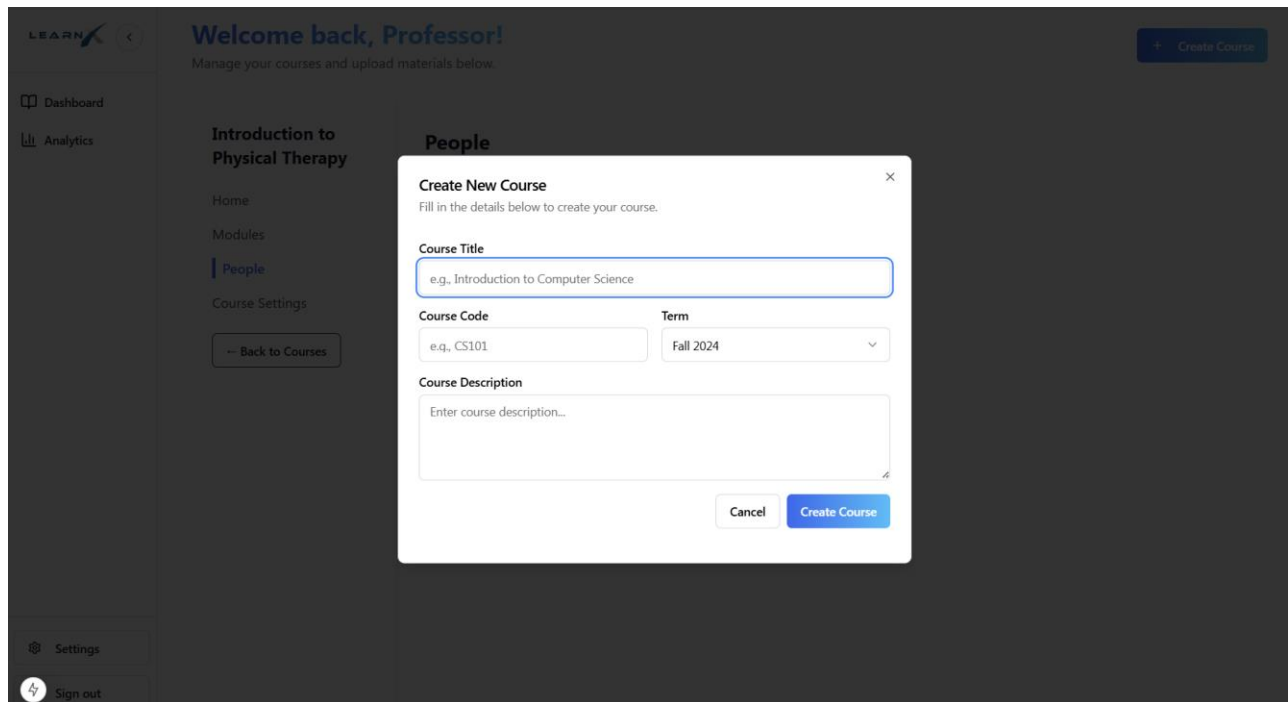 LEARN
Welcome back, Professor!
Manage your courses and upload materials below.
+ Create Course
Dashboard
Analytics
Introduction to
Physical Therapy
Home
Modules
People
Course Settings
← Back to Courses
People
Create New Course
Fill in the details below to create your course.
Course Title
e.g., Introduction to Computer Science
Course Code
Term
e.g., CS101
Fall 2024
Course Description
Enter course description...
Cancel
Create Course
Settings
Sign out